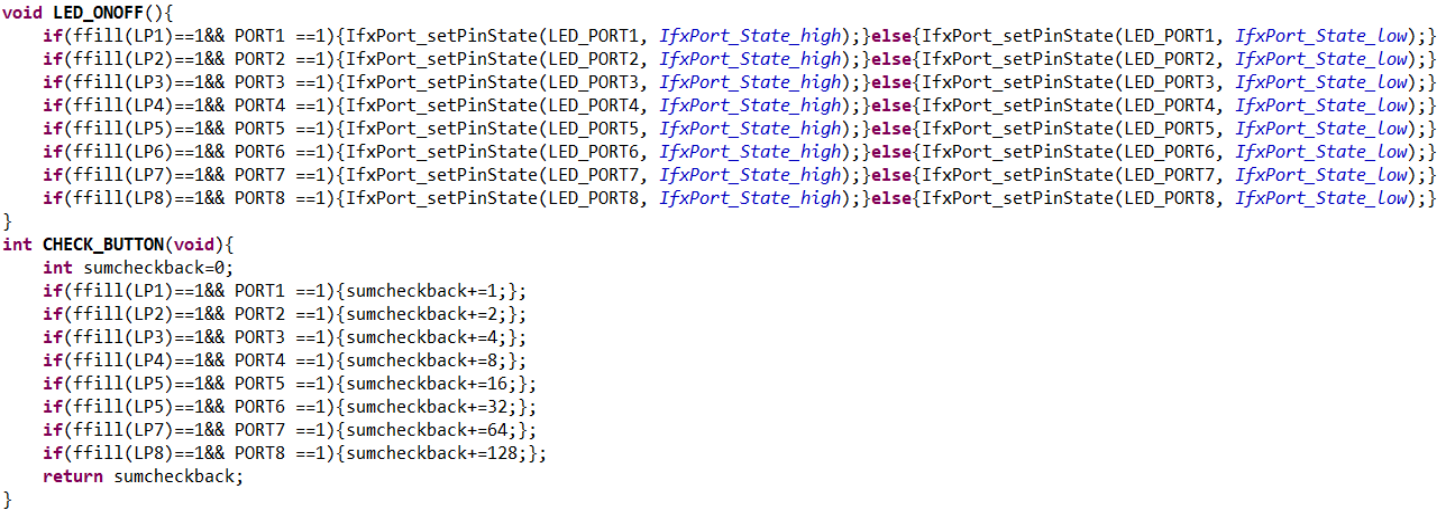 void LED_ONOFF(){
    if(ffill(LP1)==1&& PORT1 ==1){IfxPort_setPinState(LED_PORT1, IfxPort_State_high);}else{IfxPort_setPinState(LED_PORT1, IfxPort_State_low);}
    if(ffill(LP2)==1&& PORT2 ==1){IfxPort_setPinState(LED_PORT2, IfxPort_State_high);}else{IfxPort_setPinState(LED_PORT2, IfxPort_State_low);}
    if(ffill(LP3)==1&& PORT3 ==1){IfxPort_setPinState(LED_PORT3, IfxPort_State_high);}else{IfxPort_setPinState(LED_PORT3, IfxPort_State_low);}
    if(ffill(LP4)==1&& PORT4 ==1){IfxPort_setPinState(LED_PORT4, IfxPort_State_high);}else{IfxPort_setPinState(LED_PORT4, IfxPort_State_low);}
    if(ffill(LP5)==1&& PORT5 ==1){IfxPort_setPinState(LED_PORT5, IfxPort_State_high);}else{IfxPort_setPinState(LED_PORT5, IfxPort_State_low);}
    if(ffill(LP6)==1&& PORT6 ==1){IfxPort_setPinState(LED_PORT6, IfxPort_State_high);}else{IfxPort_setPinState(LED_PORT6, IfxPort_State_low);}
    if(ffill(LP7)==1&& PORT7 ==1){IfxPort_setPinState(LED_PORT7, IfxPort_State_high);}else{IfxPort_setPinState(LED_PORT7, IfxPort_State_low);}
    if(ffill(LP8)==1&& PORT8 ==1){IfxPort_setPinState(LED_PORT8, IfxPort_State_high);}else{IfxPort_setPinState(LED_PORT8, IfxPort_State_low);}
}
int CHECK_BUTTON(void){
    int sumcheckback=0;
    if(ffill(LP1)==1&& PORT1 ==1){sumcheckback+=1;};
    if(ffill(LP2)==1&& PORT2 ==1){sumcheckback+=2;};
    if(ffill(LP3)==1&& PORT3 ==1){sumcheckback+=4;};
    if(ffill(LP4)==1&& PORT4 ==1){sumcheckback+=8;};
    if(ffill(LP5)==1&& PORT5 ==1){sumcheckback+=16;};
    if(ffill(LP5)==1&& PORT6 ==1){sumcheckback+=32;};
    if(ffill(LP7)==1&& PORT7 ==1){sumcheckback+=64;};
    if(ffill(LP8)==1&& PORT8 ==1){sumcheckback+=128;};
    return sumcheckback;
}